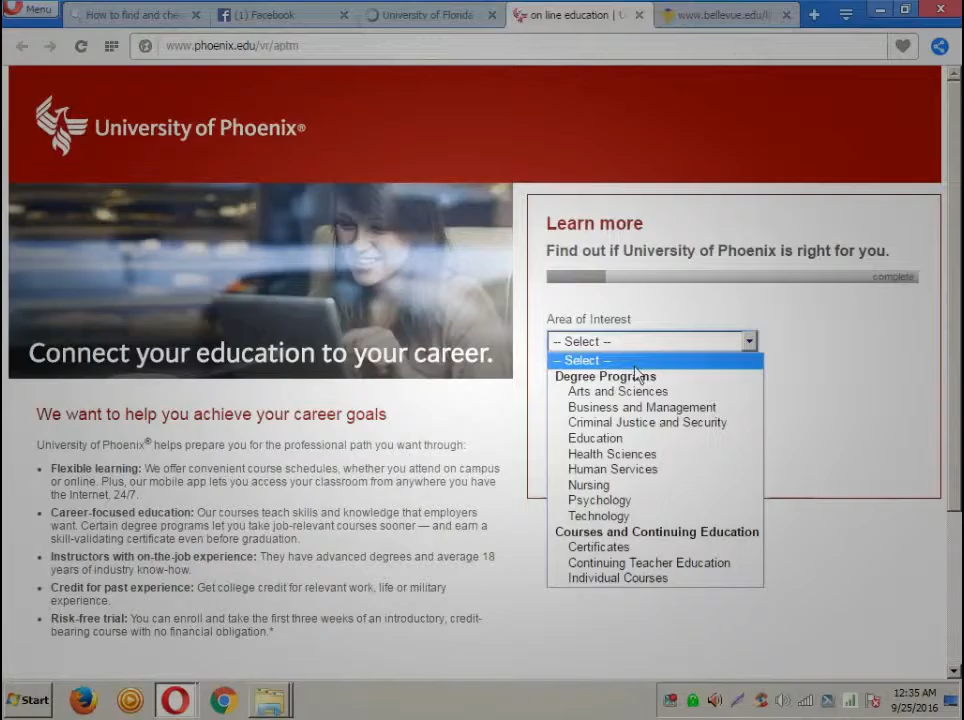 Menu
How to find and che
(1) Facebook
University of Florida
on line education | U
www.bellevue.edu/l
www.phoenix.edu/vr/aptm
University of Phoenix®
Connect your education to your career.
We want to help you achieve your career goals
University of Phoenix® helps prepare you for the professional path you want through:
• Flexible learning: We offer convenient course schedules, whether you attend on campus
or online. Plus, our mobile app lets you access your classroom from anywhere you have
the Internet, 24/7.
• Career-focused education: Our courses teach skills and knowledge that employers
want. Certain degree programs let you take job-relevant courses sooner — and earn a
skill-validating certificate even before graduation.
• Instructors with on-the-job experience: They have advanced degrees and average 18
years of industry know-how.
• Credit for past experience: Get college credit for relevant work, life or military
experience.
• Risk-free trial: You can enroll and take the first three weeks of an introductory, credit-
bearing course with no financial obligation.*
Learn more
Find out if University of Phoenix is right for you.
complete
Area of Interest
-- Select --
-- Select --
Degree Programs
Arts and Sciences
Business and Management
Criminal Justice and Security
Education
Health Sciences
Human Services
Nursing
Psychology
Technology
Courses and Continuing Education
Certificates
Continuing Teacher Education
Individual Courses
Start
12:35 AM
9/25/2016